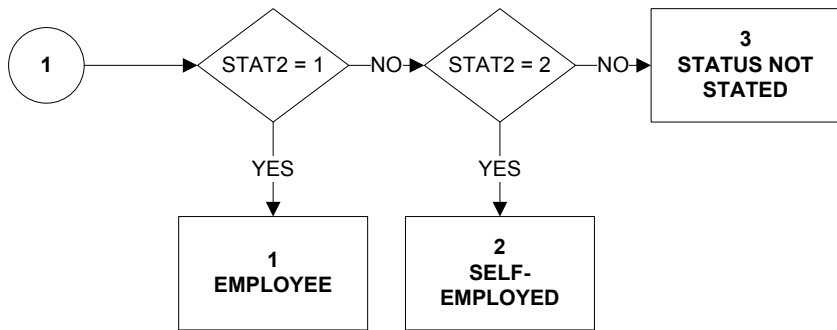 1
STAT2 = 1
NO
STAT2 = 2
NO
3
STATUS NOT
STATED
YES
YES
1
EMPLOYEE
2
SELF-
EMPLOYED